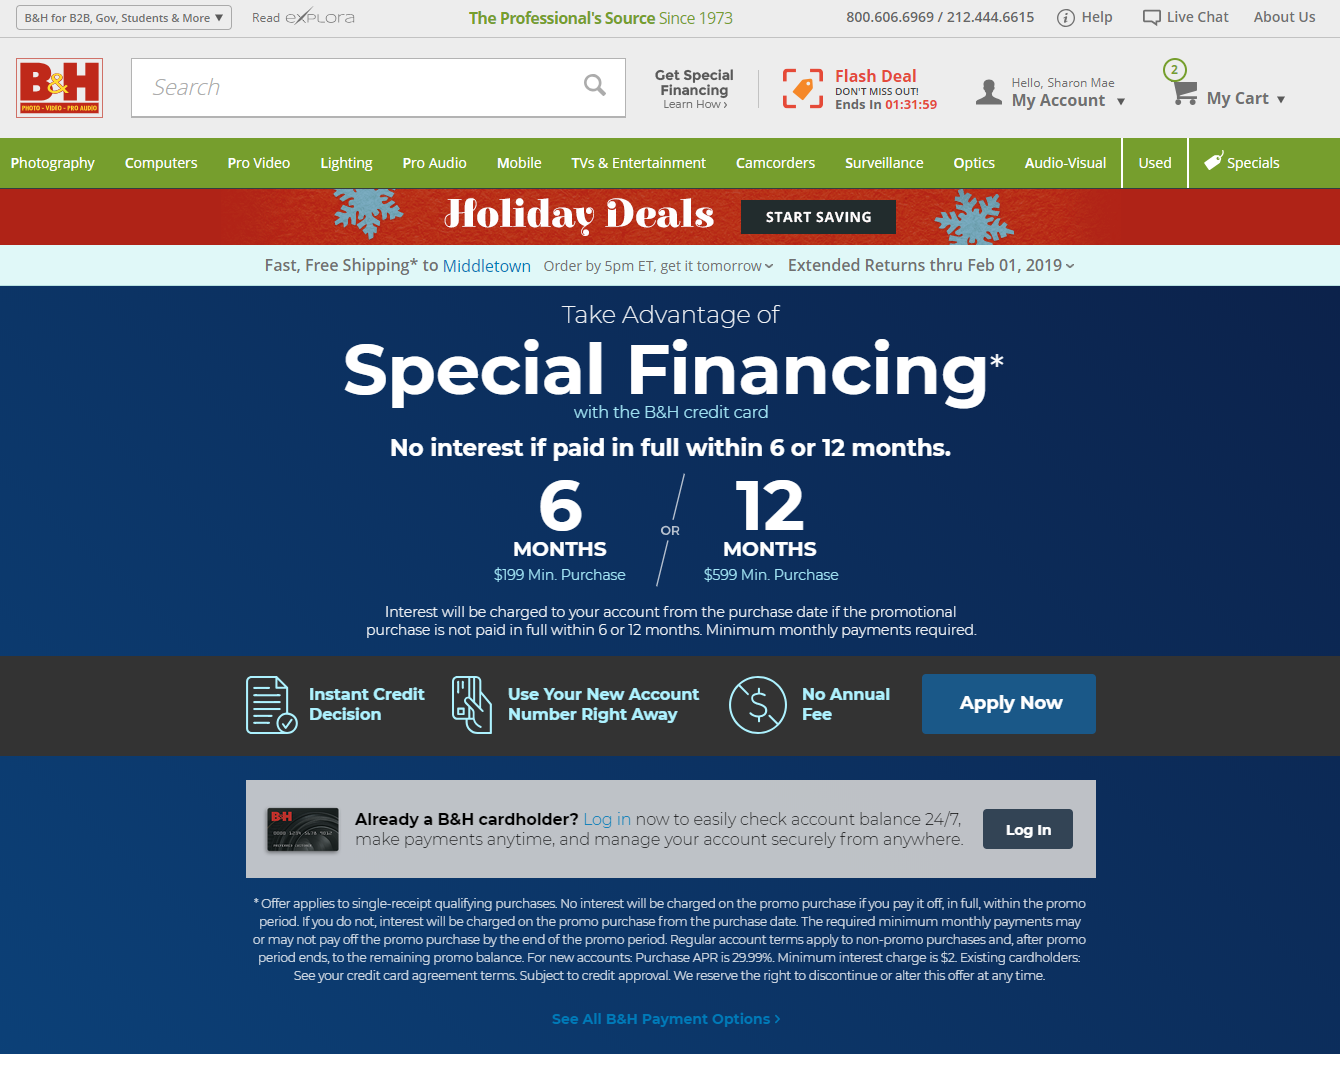 B&H for B2B, Gov, Students & More
Read eXPLORA
The Professional's Source Since 1973
800.606.6969 / 212.444.6615
Help
Live Chat
About Us
B&H
PHOTO - VIDEO - PRO AUDIO
Search
Get Special
Financing
Learn How ›
Flash Deal
DON'T MISS OUT!
Ends In 01:31:59
Hello, Sharon Mae
My Account
2
My Cart
Photography
Computers
Pro Video
Lighting
Pro Audio
Mobile
TVs & Entertainment
Camcorders
Surveillance
Optics
Audio-Visual
Used
Specials
Holiday Deals
START SAVING
Fast, Free Shipping* to Middletown
Order by 5pm ET, get it tomorrow
Extended Returns thru Feb 01, 2019
Take Advantage of
Special Financing*
with the B&H credit card
No interest if paid in full within 6 or 12 months.
6
MONTHS
$199 Min. Purchase
OR
12
MONTHS
$599 Min. Purchase
Interest will be charged to your account from the purchase date if the promotional
purchase is not paid in full within 6 or 12 months. Minimum monthly payments required.
Instant Credit
Decision
Use Your New Account
Number Right Away
No Annual
Fee
Apply Now
B&H
Already a B&H cardholder? Log in now to easily check account balance 24/7,
make payments anytime, and manage your account securely from anywhere.
Log In
* Offer applies to single-receipt qualifying purchases. No interest will be charged on the promo purchase if you pay it off, in full, within the promo
period. If you do not, interest will be charged on the promo purchase from the purchase date. The required minimum monthly payments may
or may not pay off the promo purchase by the end of the promo period. Regular account terms apply to non-promo purchases and, after promo
period ends, to the remaining promo balance. For new accounts: Purchase APR is 29.99%. Minimum interest charge is $2. Existing cardholders:
See your credit card agreement terms. Subject to credit approval. We reserve the right to discontinue or alter this offer at any time.
See All B&H Payment Options ›